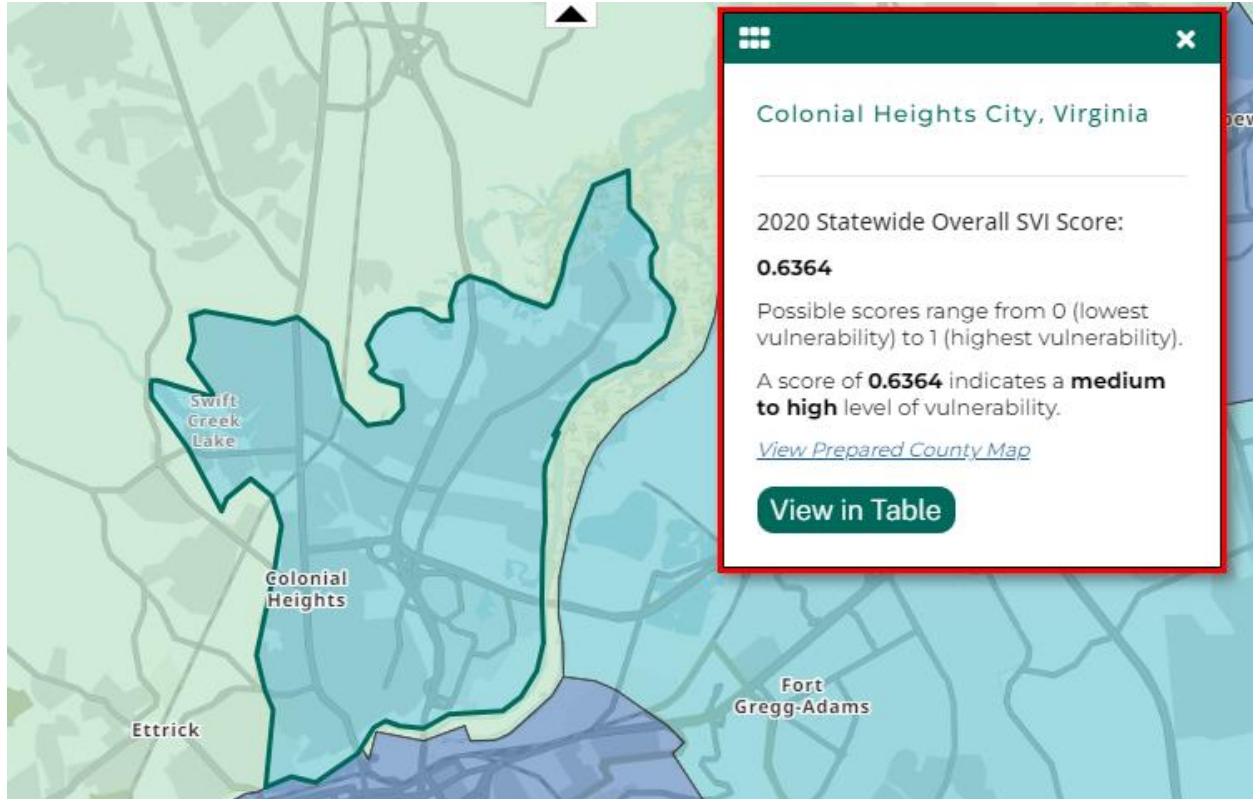 Colonial Heights City, Virginia
2020 Statewide Overall SVI Score:
0.6364
Possible scores range from 0 (lowest
vulnerability) to 1 (highest vulnerability).
A score of 0.6364 indicates a medium
to high level of vulnerability.
View Prepared County Map
View in Table
Swift
Creek
Lake
Colonial
Heights
Ettrick
Fort
Gregg-Adams